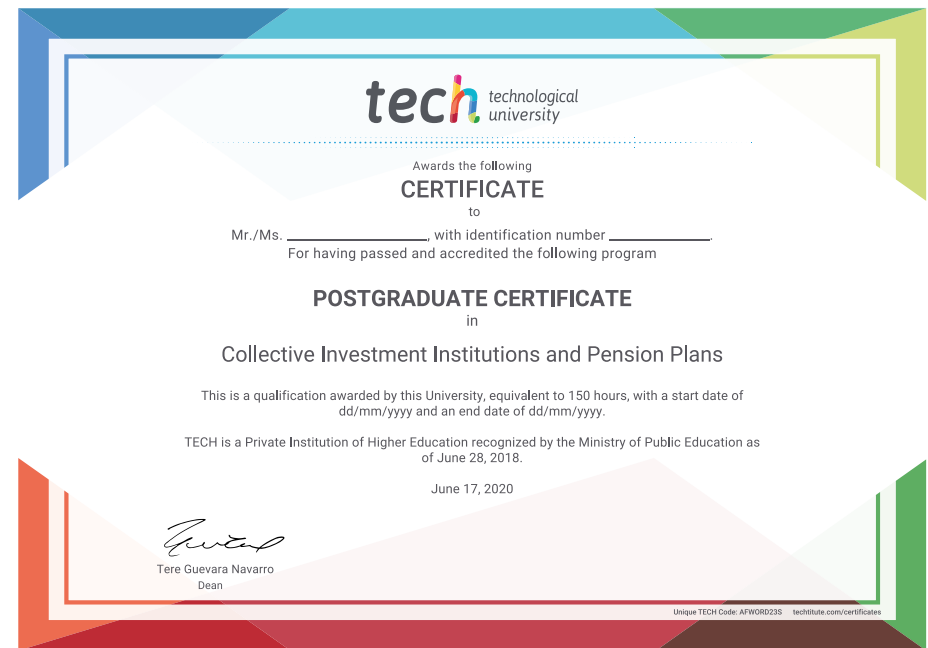 tech technological
university
Awards the following
CERTIFICATE
to
Mr./Ms. ____________________, with identification number ______________.
For having passed and accredited the following program
POSTGRADUATE CERTIFICATE
in
Collective Investment Institutions and Pension Plans
This is a qualification awarded by this University, equivalent to 150 hours, with a start date of
dd/mm/yyyy and an end date of dd/mm/yyyy.
TECH is a Private Institution of Higher Education recognized by the Ministry of Public Education as
of June 28, 2018.
June 17, 2020
Tere Guevara Navarro
Dean
Unique TECH Code: AFWORD23S techtitute.com/certificates